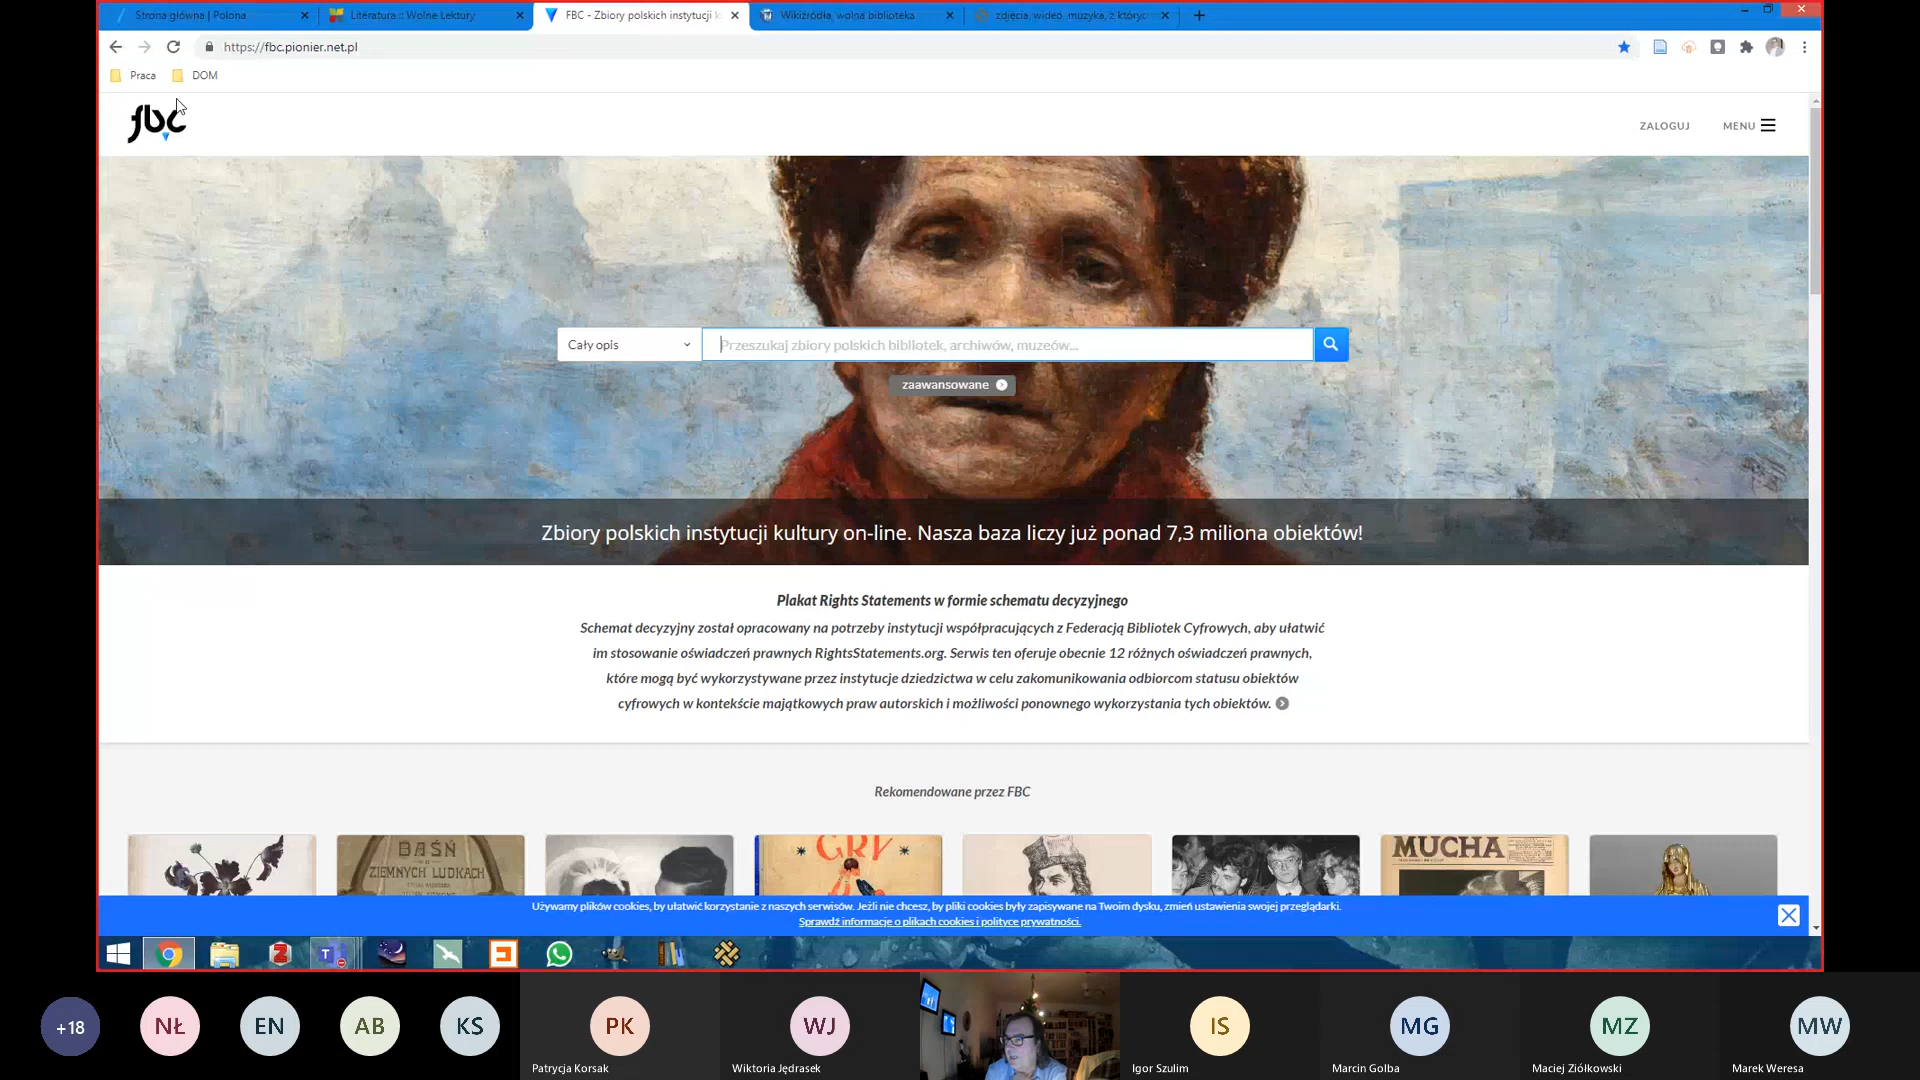 Strona główna | Polona
Literatura :: Wolne Lektury
FBC - Zbiory polskich instytucji k
Wikiźródła, wolna biblioteka
zdjęcia, wideo, muzyka, z któryc
https://fbc.pionier.net.pl
Praca
DOM
fbc
ZALOGUJ
MENU
Cały opis
Przeszukaj zbiory polskich bibliotek, archiwów, muzeów...
zaawansowane
Zbiory polskich instytucji kultury on-line. Nasza baza liczy już ponad 7,3 miliona obiektów!
Plakat Rights Statements w formie schematu decyzyjnego
Schemat decyzyjny został opracowany na potrzeby instytucji współpracujących z Federacją Bibliotek Cyfrowych, aby ułatwić
im stosowanie oświadczeń prawnych RightsStatements.org. Serwis ten oferuje obecnie 12 różnych oświadczeń prawnych,
które mogą być wykorzystywane przez instytucje dziedzictwa w celu zakomunikowania odbiorcom statusu obiektów
cyfrowych w kontekście majątkowych praw autorskich i możliwości ponownego wykorzystania tych obiektów.
Rekomendowane przez FBC
BAŚŃ
O
ZIEMNYCH LUDKACH
GRY
MUCHA
Używamy plików cookies, by ułatwić korzystanie z naszych serwisów. Jeżli nie chcesz, by pliki cookies były zapisywane na Twoim dysku, zmień ustawienia swojej przeglądarki.
Sprawdź informacje o plikach cookies i polityce prywatności.
+18
NŁ
EN
AB
KS
PK
WJ
IS
MG
MZ
MW
Patrycja Korsak
Wiktoria Jędrasek
Igor Szulim
Marcin Golba
Maciej Ziółkowski
Marek Weresa